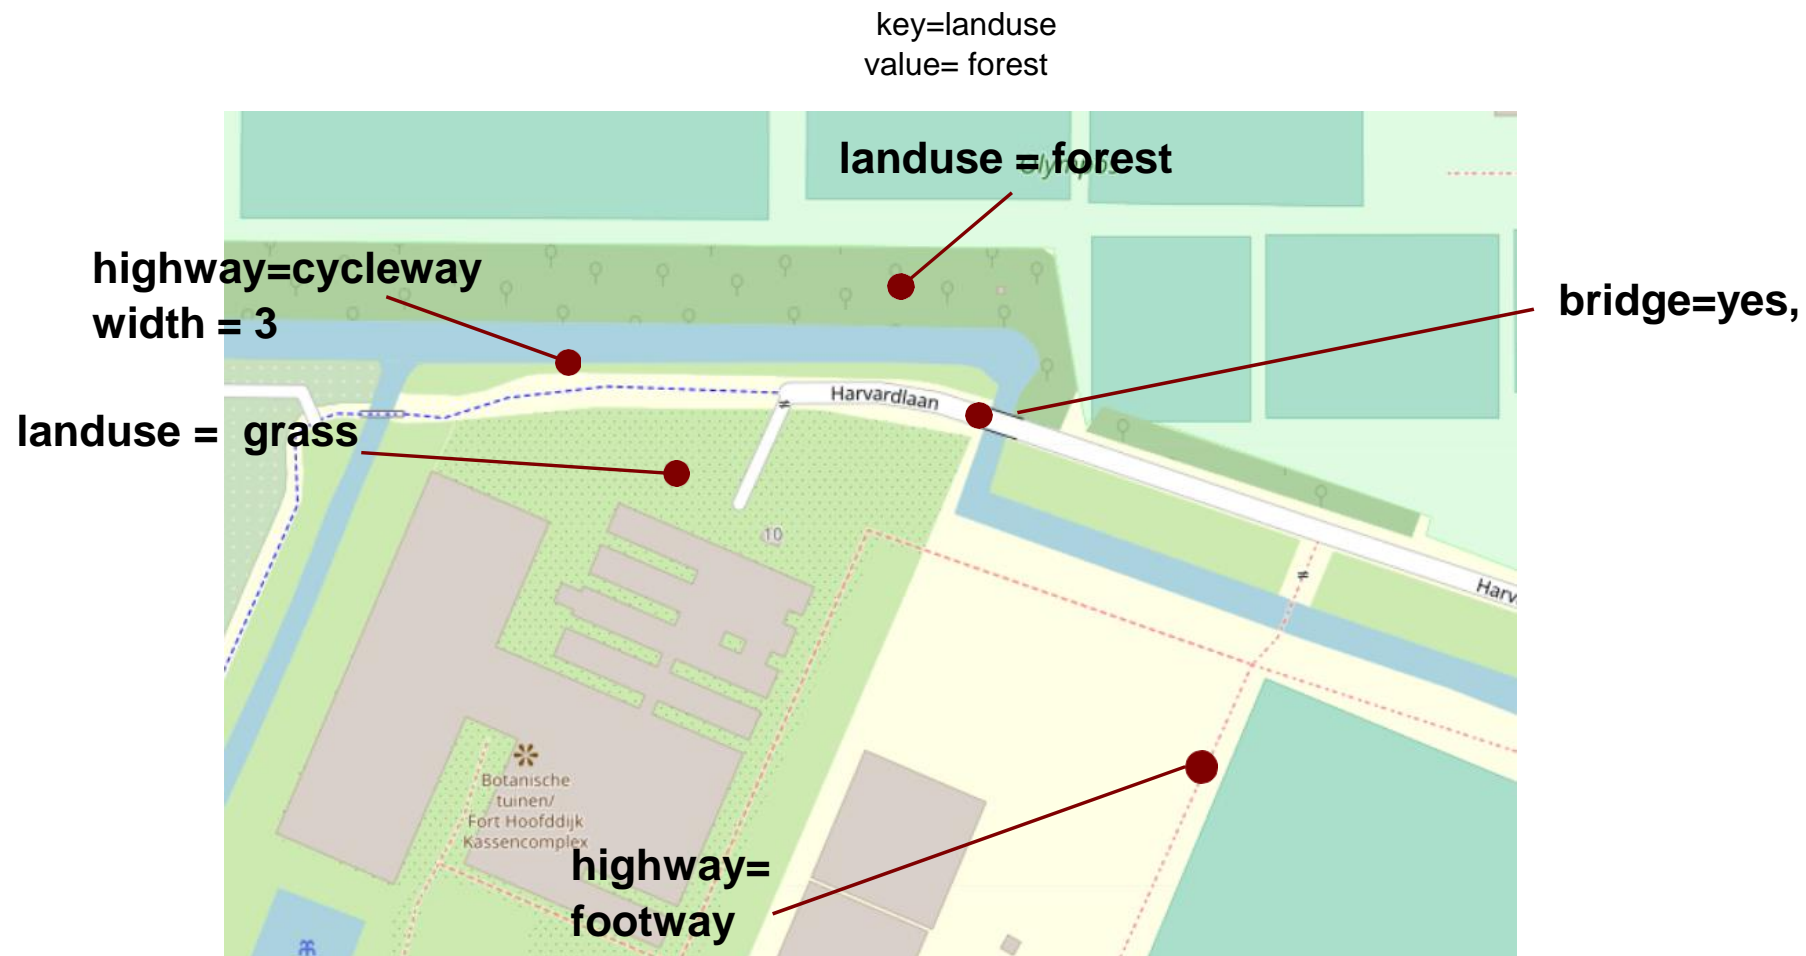 key=landuse
value= forest
landuse = forest
Olympos
highway=cycleway
width = 3
bridge=yes,
Harvardlaan
landuse =  grass
10
Harv
Botanische
tuinen/
Fort Hoofddijk
Kassencomplex
highway=
footway